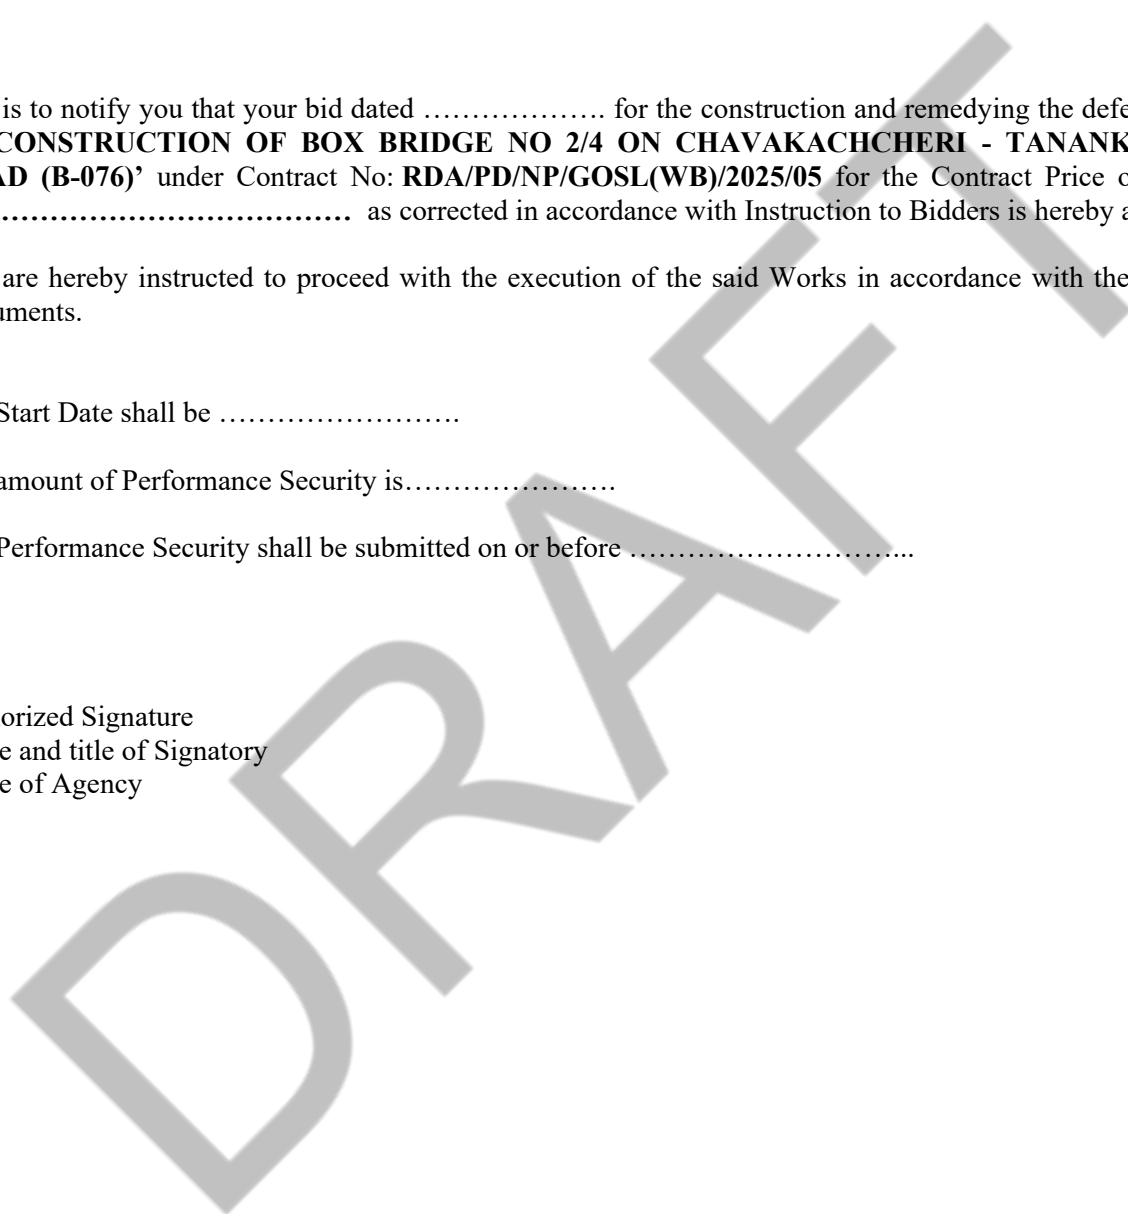 is to notify you that your bid dated ………………. for the construction and remedying the defe
CONSTRUCTION OF BOX BRIDGE NO 2/4 ON CHAVAKACHCHERI - TANANK
AD (B-076)’ under Contract No: RDA/PD/NP/GOSL(WB)/2025/05 for the Contract Price o
……………………………… as corrected in accordance with Instruction to Bidders is hereby a
are hereby instructed to proceed with the execution of the said Works in accordance with the
uments.
Start Date shall be …………………….
amount of Performance Security is………………….
Performance Security shall be submitted on or before ………………………...
orized Signature
e and title of Signatory
e of Agency
DRAFT